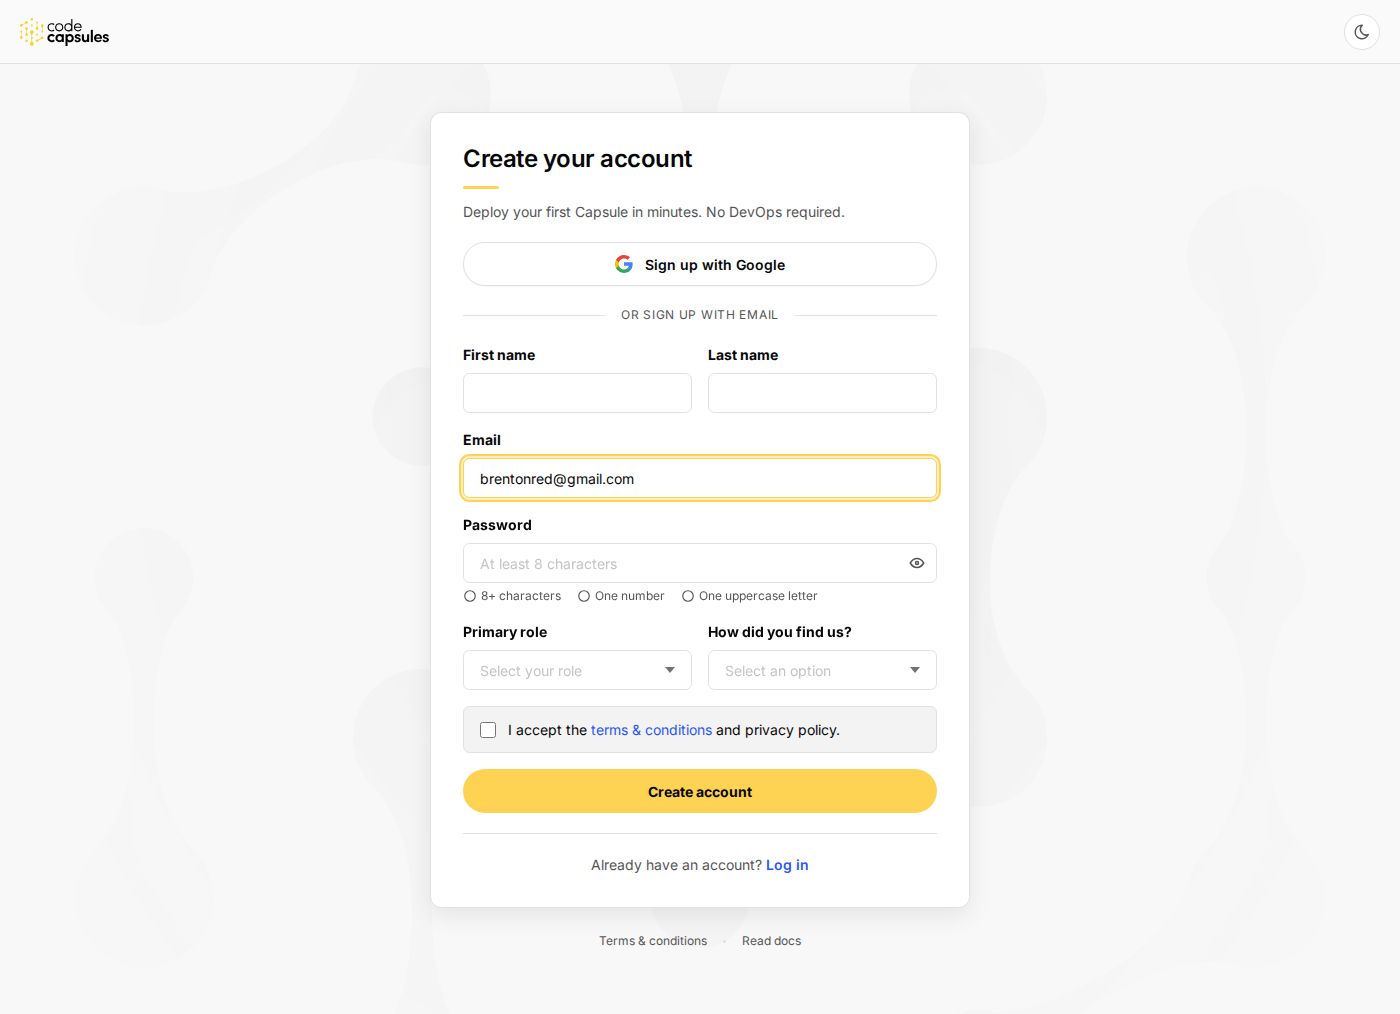 code
capsules
Create your account
Deploy your first Capsule in minutes. No DevOps required.
Sign up with Google
OR SIGN UP WITH EMAIL
First name
Last name
Email
brentonred@gmail.com
Password
At least 8 characters
8+ characters
One number
One uppercase letter
Primary role
How did you find us?
Select your role
Select an option
I accept the terms & conditions and privacy policy.
Create account
Already have an account? Log in
Terms & conditions · Read docs